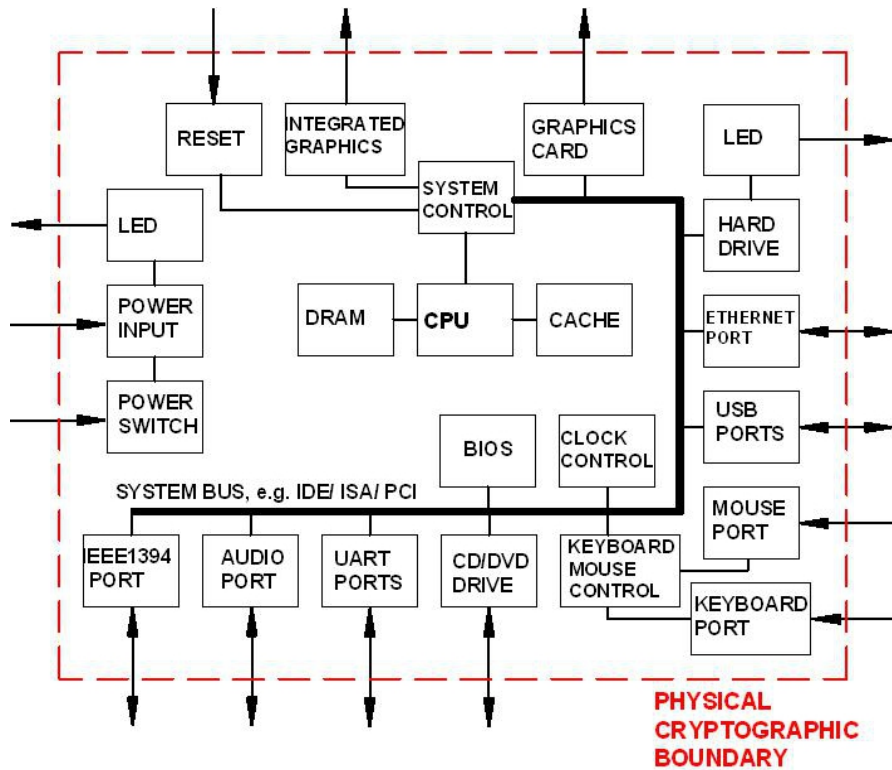 RESET
INTEGRATED
GRAPHICS
GRAPHICS
CARD
LED
SYSTEM
CONTROL
LED
HARD
DRIVE
POWER
INPUT
DRAM
CPU
CACHE
ETHERNET
PORT
POWER
SWITCH
BIOS
CLOCK
CONTROL
USB
PORTS
SYSTEM BUS, e.g. IDE/ ISA/ PCI
MOUSE
PORT
IEEE1394
PORT
AUDIO
PORT
UART
PORTS
CD/DVD
DRIVE
KEYBOARD
MOUSE
CONTROL
KEYBOARD
PORT
PHYSICAL
CRYPTOGRAPHIC
BOUNDARY